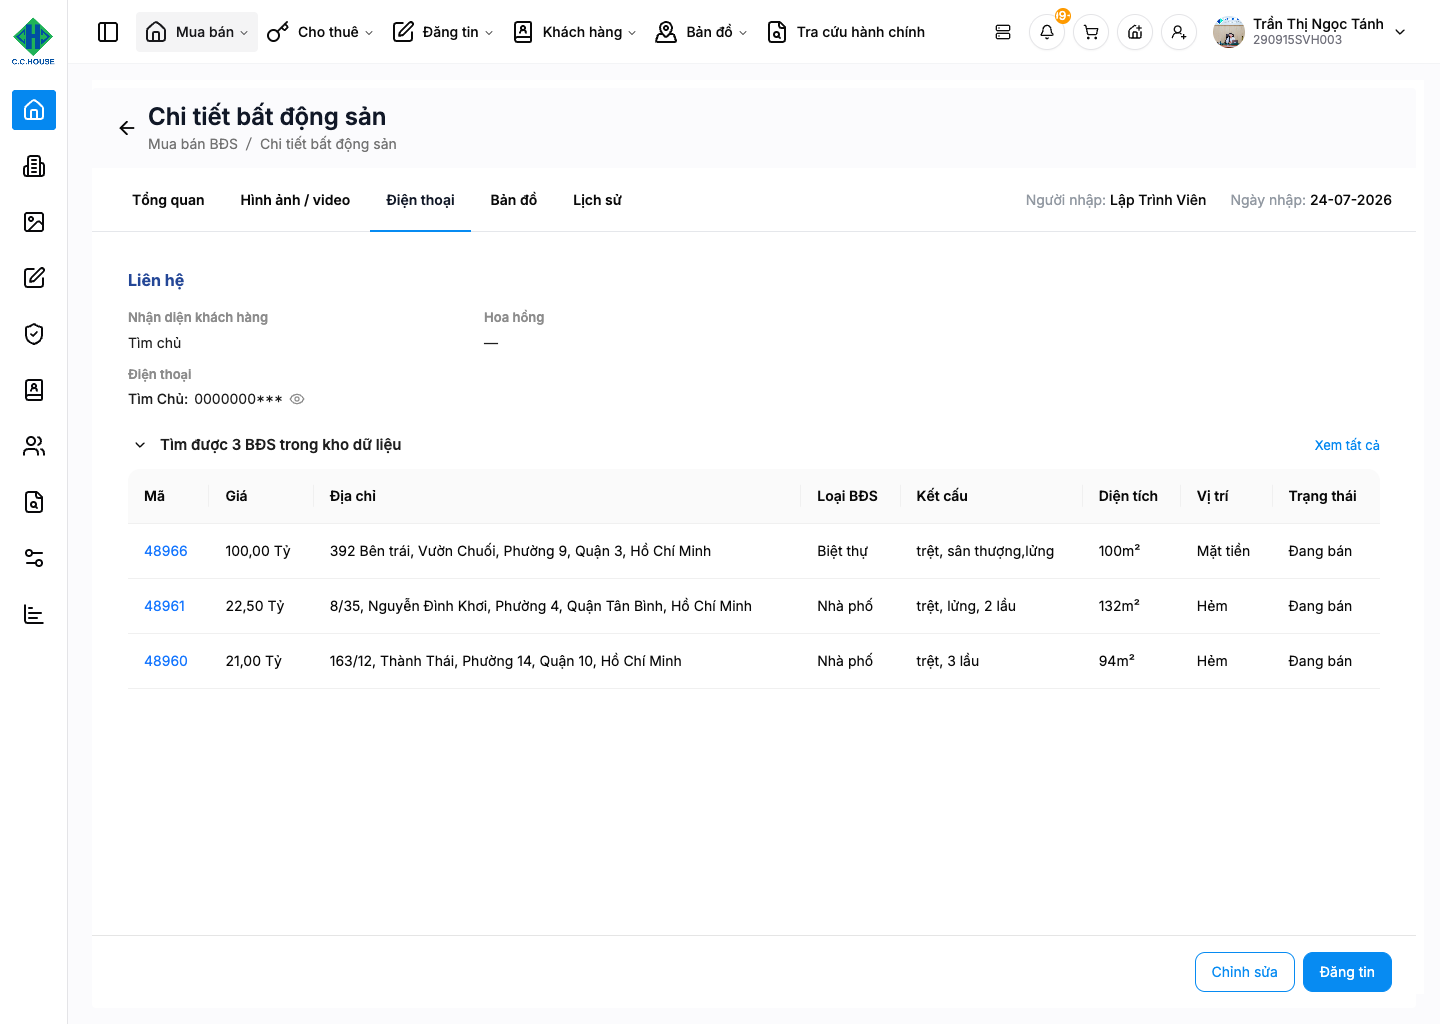 C.C.HOUSE
Mua bán
Cho thuê
Đăng tin
Khách hàng
Bản đồ
Tra cứu hành chính
Trần Thị Ngọc Tánh
290915SVH003
Chi tiết bất động sản
Mua bán BĐS / Chi tiết bất động sản
Tổng quan
Hình ảnh / video
Điện thoại
Bản đồ
Lịch sử
Người nhập: Lập Trình Viên
Ngày nhập: 24-07-2026
Liên hệ
Nhận diện khách hàng
Hoa hồng
Tìm chủ
—
Điện thoại
Tìm Chủ: 0000000***
Tìm được 3 BĐS trong kho dữ liệu
Xem tất cả
Mã Giá Địa chỉ Loại BĐS Kết cấu Diện tích Vị trí Trạng thái
48966 100,00 Tỷ 392 Bên trái, Vườn Chuối, Phường 9, Quận 3, Hồ Chí Minh Biệt thự trệt, sân thượng,lửng 100m² Mặt tiền Đang bán
48961 22,50 Tỷ 8/35, Nguyễn Đình Khơi, Phường 4, Quận Tân Bình, Hồ Chí Minh Nhà phố trệt, lửng, 2 lầu 132m² Hẻm Đang bán
48960 21,00 Tỷ 163/12, Thành Thái, Phường 14, Quận 10, Hồ Chí Minh Nhà phố trệt, 3 lầu 94m² Hẻm Đang bán
Chỉnh sửa
Đăng tin